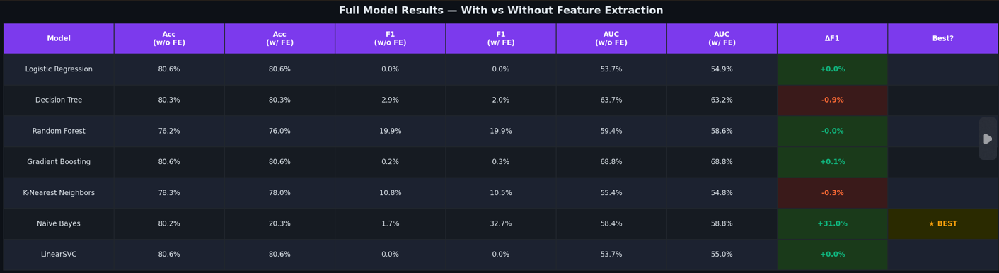 Full Model Results — With vs Without Feature Extraction
Model Acc (w/o FE) Acc (w/ FE) F1 (w/o FE) F1 (w/ FE) AUC (w/o FE) AUC (w/ FE) ΔF1 Best?
Logistic Regression 80.6% 80.6% 0.0% 0.0% 53.7% 54.9% +0.0%
Decision Tree 80.3% 80.3% 2.9% 2.0% 63.7% 63.2% -0.9%
Random Forest 76.2% 76.0% 19.9% 19.9% 59.4% 58.6% -0.0%
Gradient Boosting 80.6% 80.6% 0.2% 0.3% 68.8% 68.8% +0.1%
K-Nearest Neighbors 78.3% 78.0% 10.8% 10.5% 55.4% 54.8% -0.3%
Naive Bayes 80.2% 20.3% 1.7% 32.7% 58.4% 58.8% +31.0% ★ BEST
LinearSVC 80.6% 80.6% 0.0% 0.0% 53.7% 55.0% +0.0%